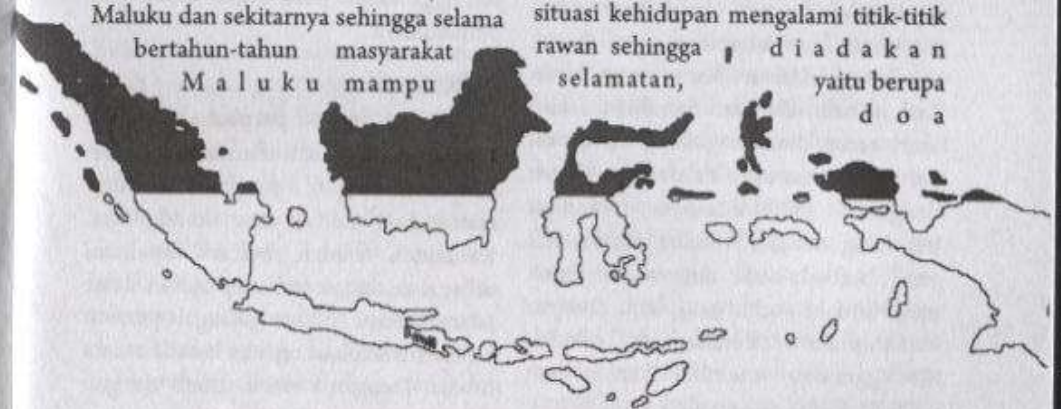 Maluku dan sekitarnya sehingga selama
bertahun-tahun masyarakat
Maluku mampu
situasi kehidupan mengalami titik-titik
rawan sehingga diadakan
selamatan, yaitu berupa
doa